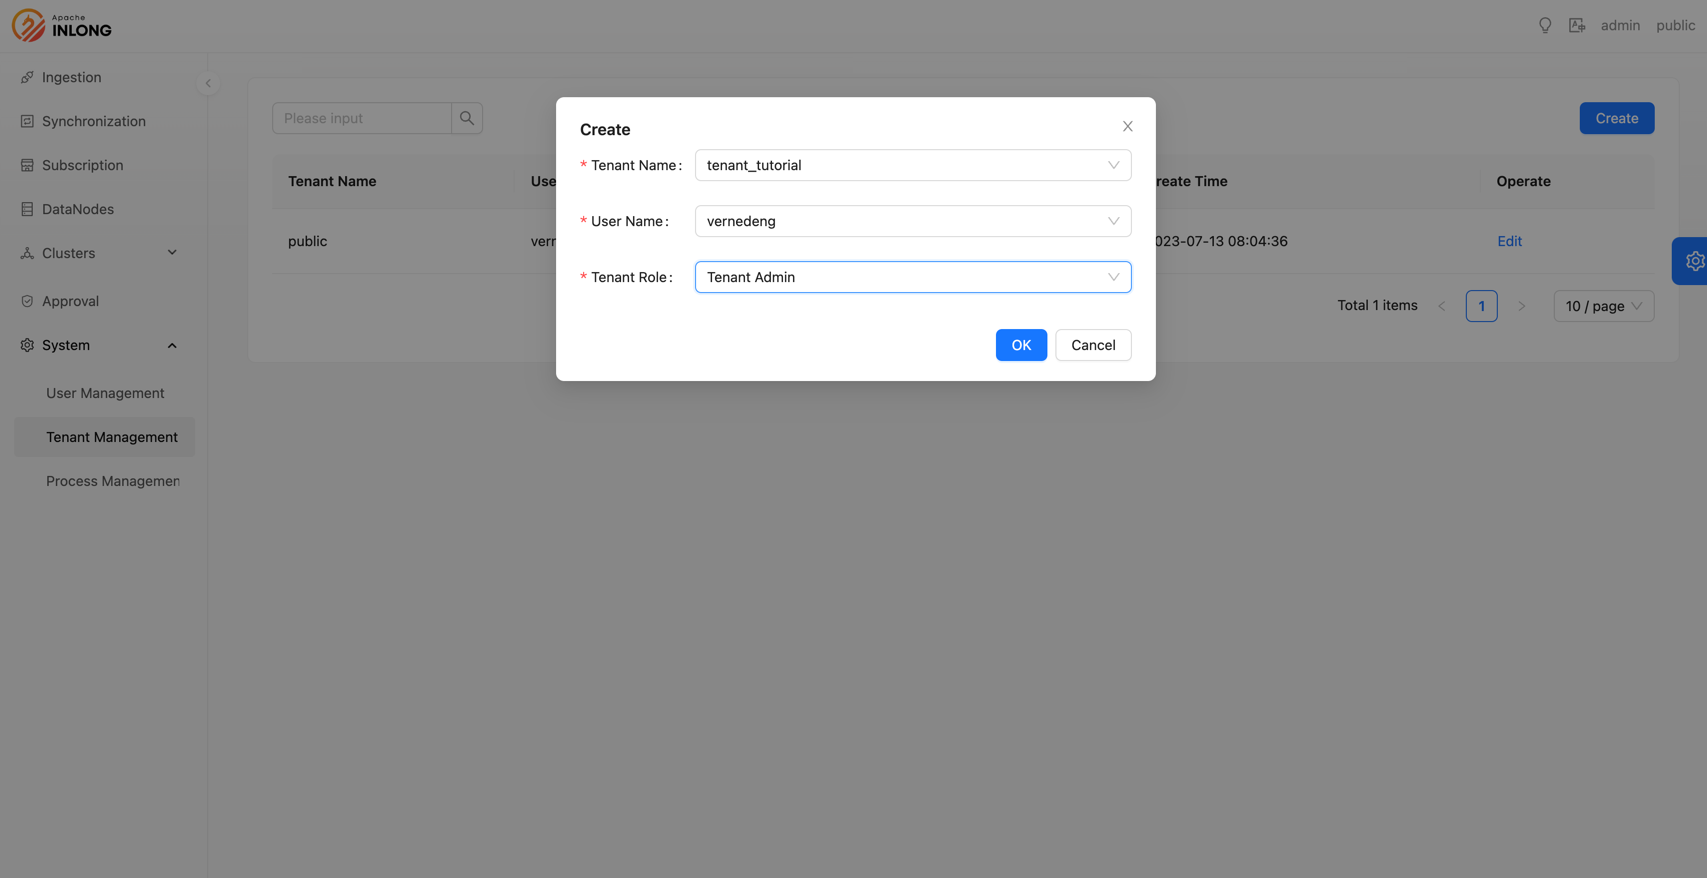 Apache
INLONG
admin
public
Ingestion
Synchronization
Subscription
DataNodes
Clusters
Approval
System
User Management
Tenant Management
Process Managemen
Please input
Create
Tenant Name
Use
reate Time
Operate
public
vern
023-07-13 08:04:36
Edit
Total 1 items
1
10 / page
Create
* Tenant Name :
tenant_tutorial
* User Name :
vernedeng
* Tenant Role :
Tenant Admin
OK
Cancel